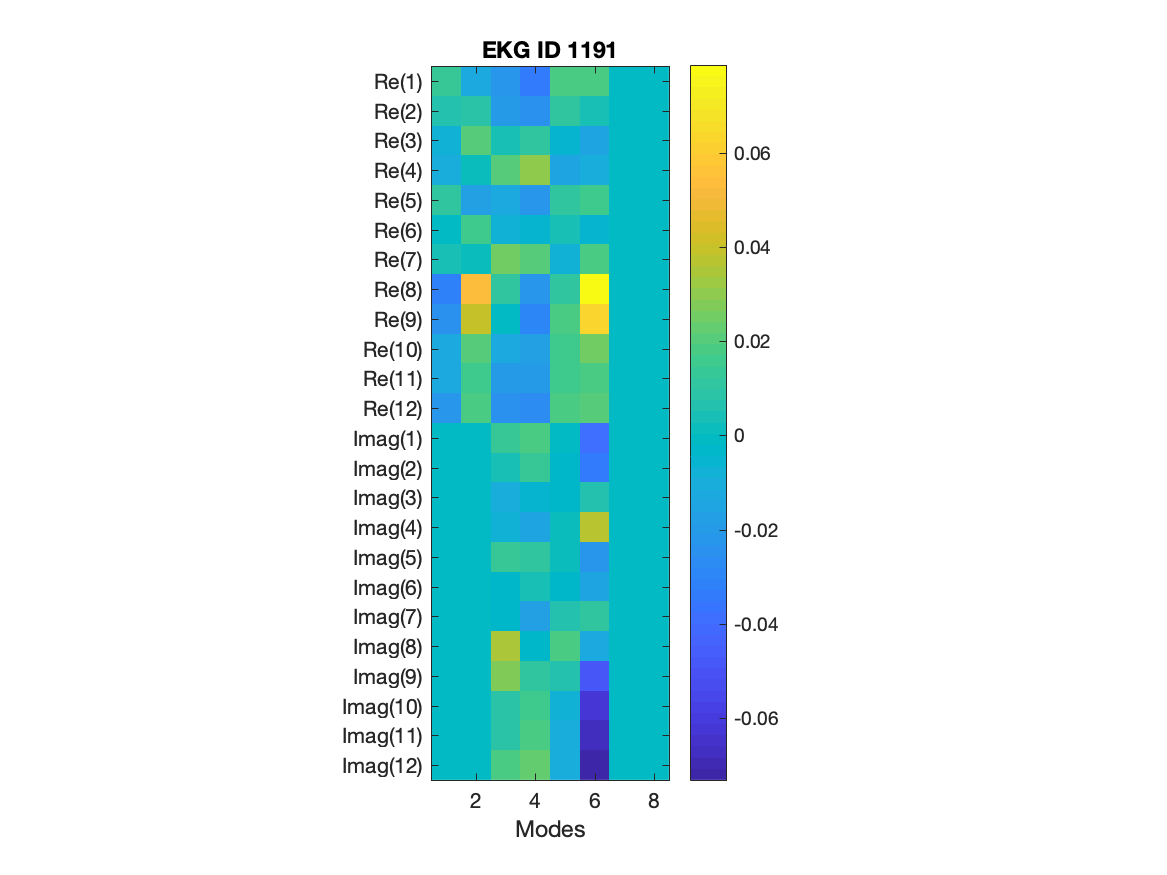 EKG ID 1191
Re(1)
Re(2)
Re(3)
Re(4)
Re(5)
Re(6)
Re(7)
Re(8)
Re(9)
Re(10)
Re(11)
Re(12)
Imag(1)
Imag(2)
Imag(3)
Imag(4)
Imag(5)
Imag(6)
Imag(7)
Imag(8)
Imag(9)
Imag(10)
Imag(11)
Imag(12)
2 4 6 8
Modes
0.06
0.04
0.02
0
-0.02
-0.04
-0.06